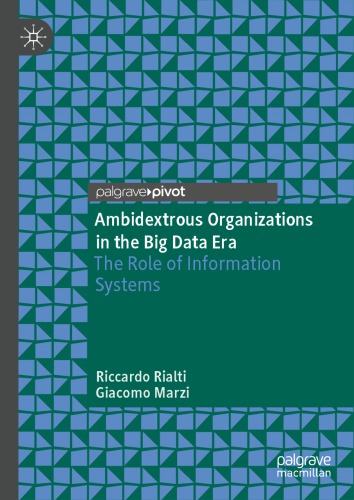 palgrave▸pivot
Ambidextrous Organizations
in the Big Data Era
The Role of Information
Systems
Riccardo Rialti
Giacomo Marzi
palgrave
macmillan